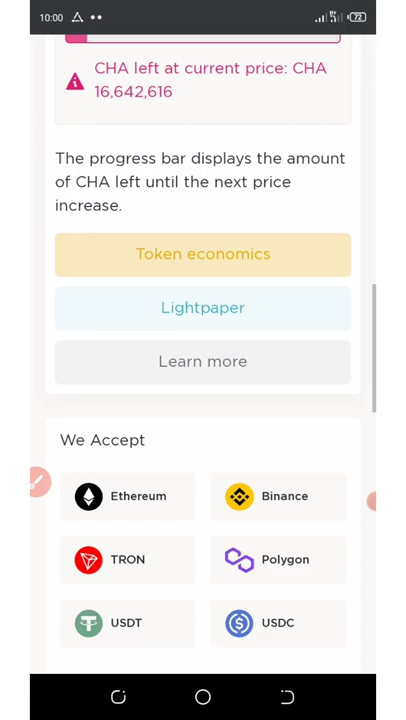 10:00
72
CHA left at current price: CHA
16,642,616
The progress bar displays the amount
of CHA left until the next price
increase.
Token economics
Lightpaper
Learn more
We Accept
Ethereum
Binance
TRON
Polygon
USDT
USDC